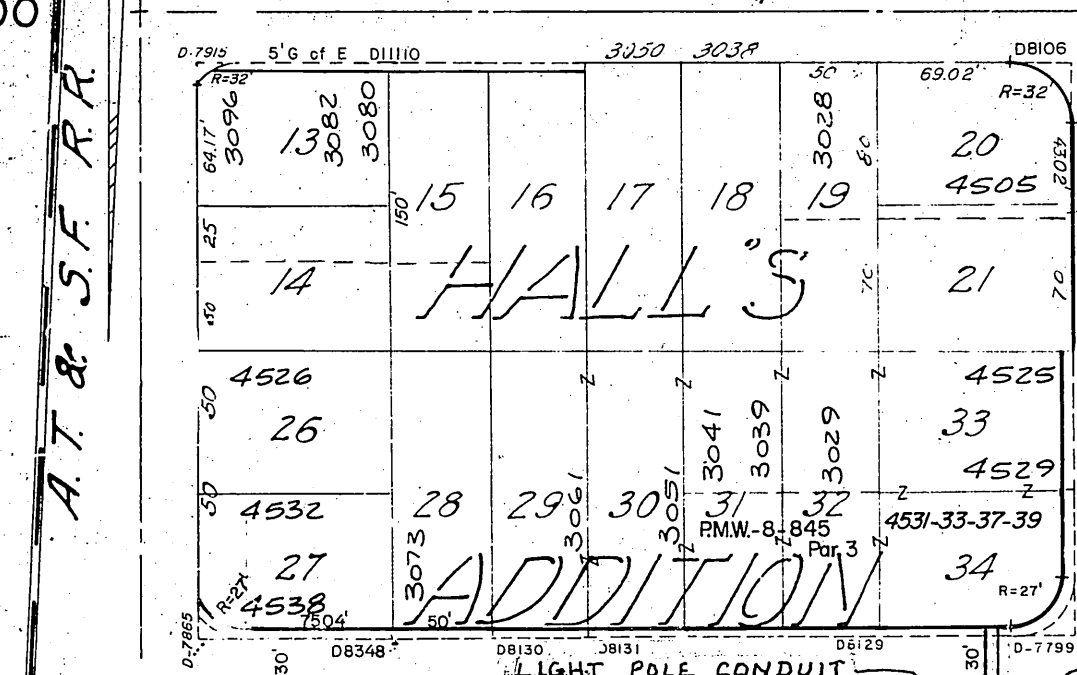 00
A. T. & S. F. R. R.
D-7915 5'G of E D11110 3050 3038 D8106
R=32' 50 69.02' R=32'
64.17' 3096 13 3082 3080 3028 80 20 4302'
4505
150' 15 16 17 18 19
25
HALL'S
14 70 21 70
50
4526 4525
50 26 3041 3039 3029 33
4529
50 4532 28 29 3061 30 3051 31 32 4531-33-37-39
P.M.W.-8-845
Par. 3
27 3073 34
ADDITION
R=27' 4538 R=27'
7504' 50'
D-7865 D8348 D8130 D8131 D6129 D-7799
30' LIGHT POLE CONDUIT 30'